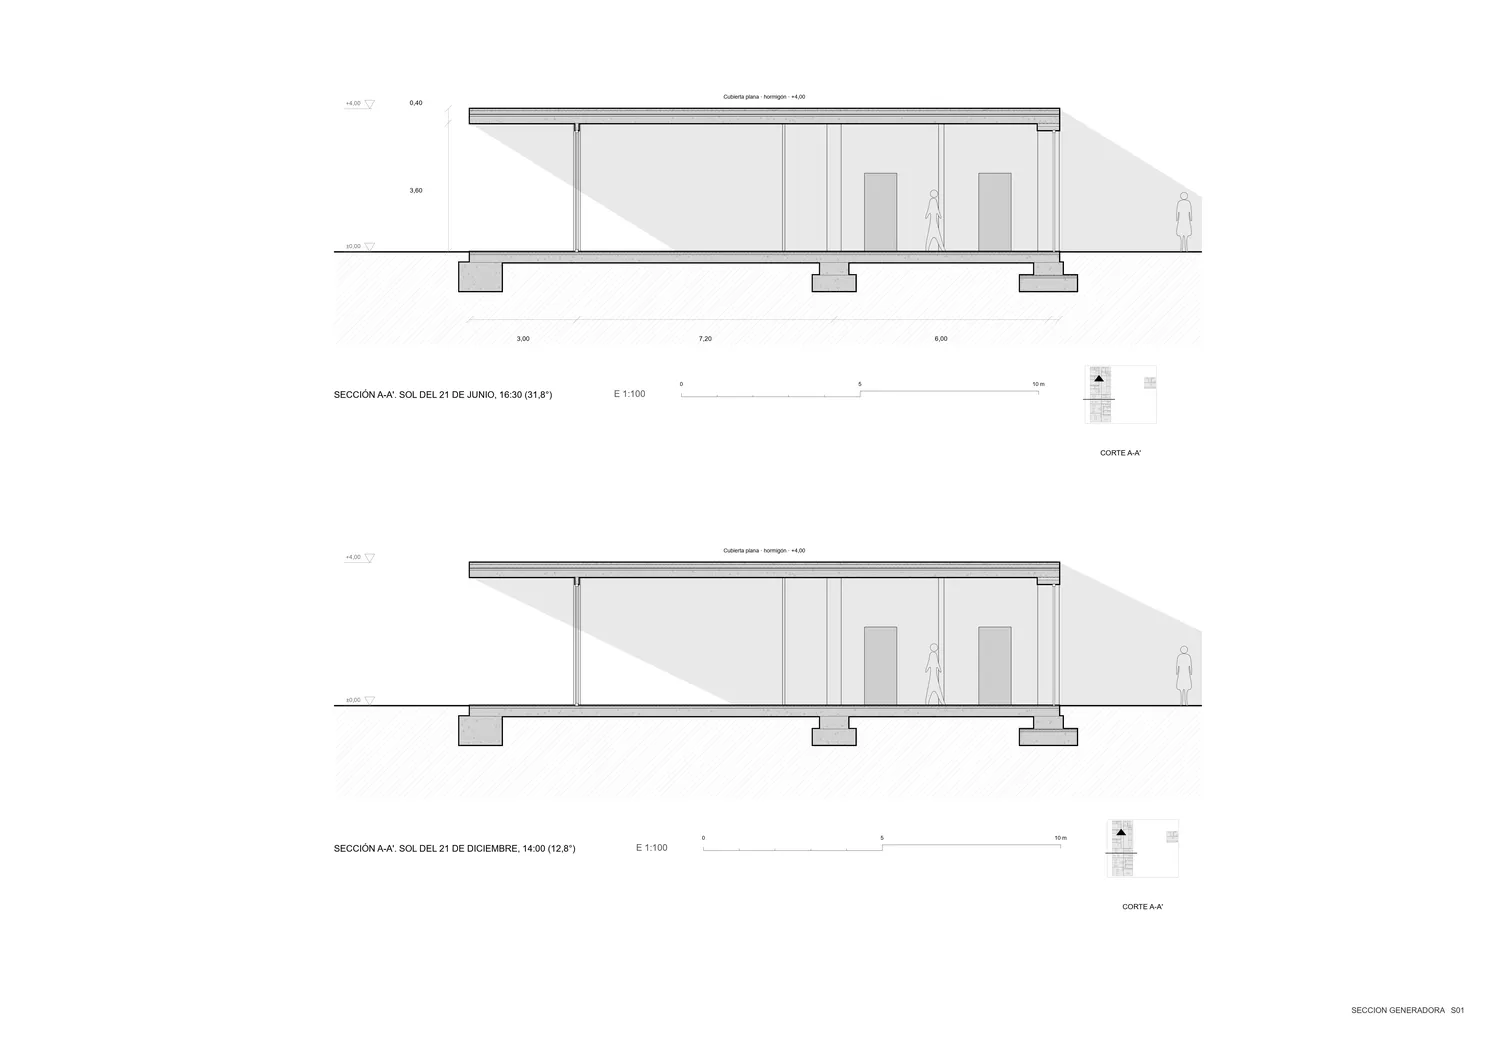 Cubierta plana · hormigón · +4,00
+4,00
0,40
3,60
±0,00
3,00
7,20
6,00
SECCIÓN A-A'. SOL DEL 21 DE JUNIO, 16:30 (31,8°)
E 1:100
0
5
10 m
CORTE A-A'
Cubierta plana · hormigón · +4,00
+4,00
±0,00
SECCIÓN A-A'. SOL DEL 21 DE DICIEMBRE, 14:00 (12,8°)
E 1:100
0
5
10 m
CORTE A-A'
SECCION GENERADORA S01